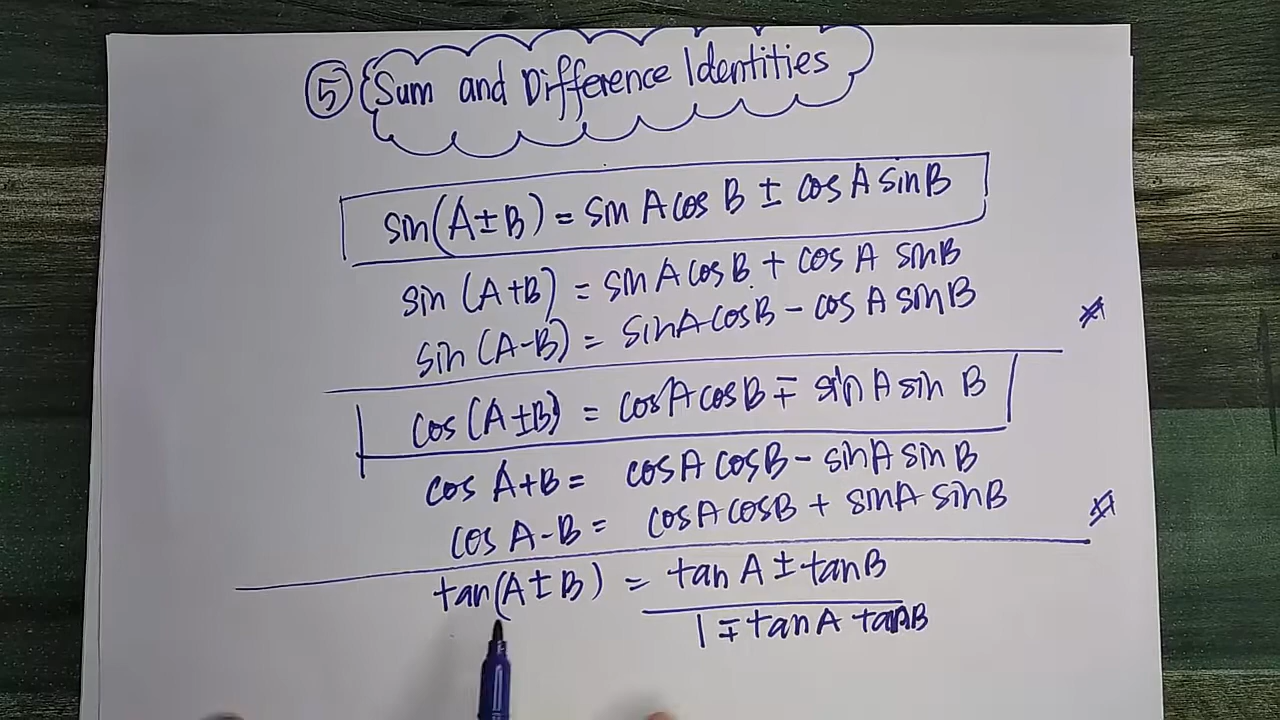 ⑤ Sum and Difference Identities
sin(A±B) = sin A cos B ± cos A sin B
sin (A+B) = sin A cos B + cos A sin B
sin (A-B) = sin A cos B - cos A sin B
cos (A±B) = cos A cos B ∓ sin A sin B
cos A+B = cos A cos B - sin A sin B
cos A-B = cos A cos B + sin A sin B
tan(A±B) = tan A ± tan B
1 ∓ tan A tan B